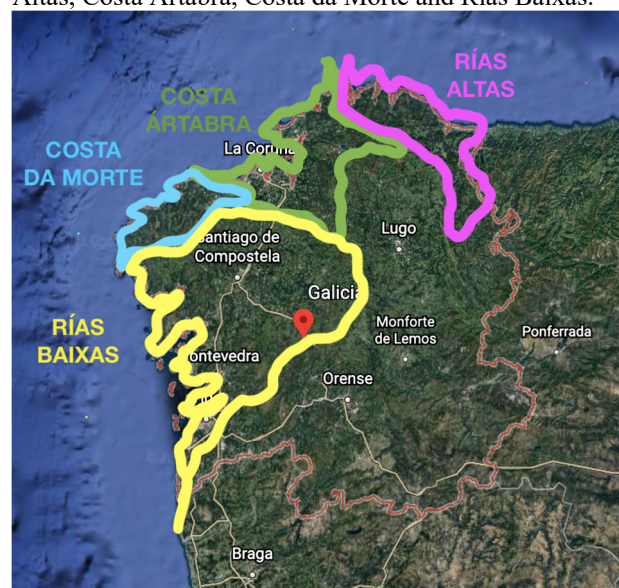 Altas, Costa Ártabra, Costa da Morte and Rías Baixas.
RÍAS
ALTAS
COSTA
ÁRTABRA
La Coruña
COSTA
DA MORTE
Santiago de
Compostela
Lugo
Galicia
RÍAS
BAIXAS
Monforte
de Lemos
Ponferrada
ontevedra
Orense
Braga